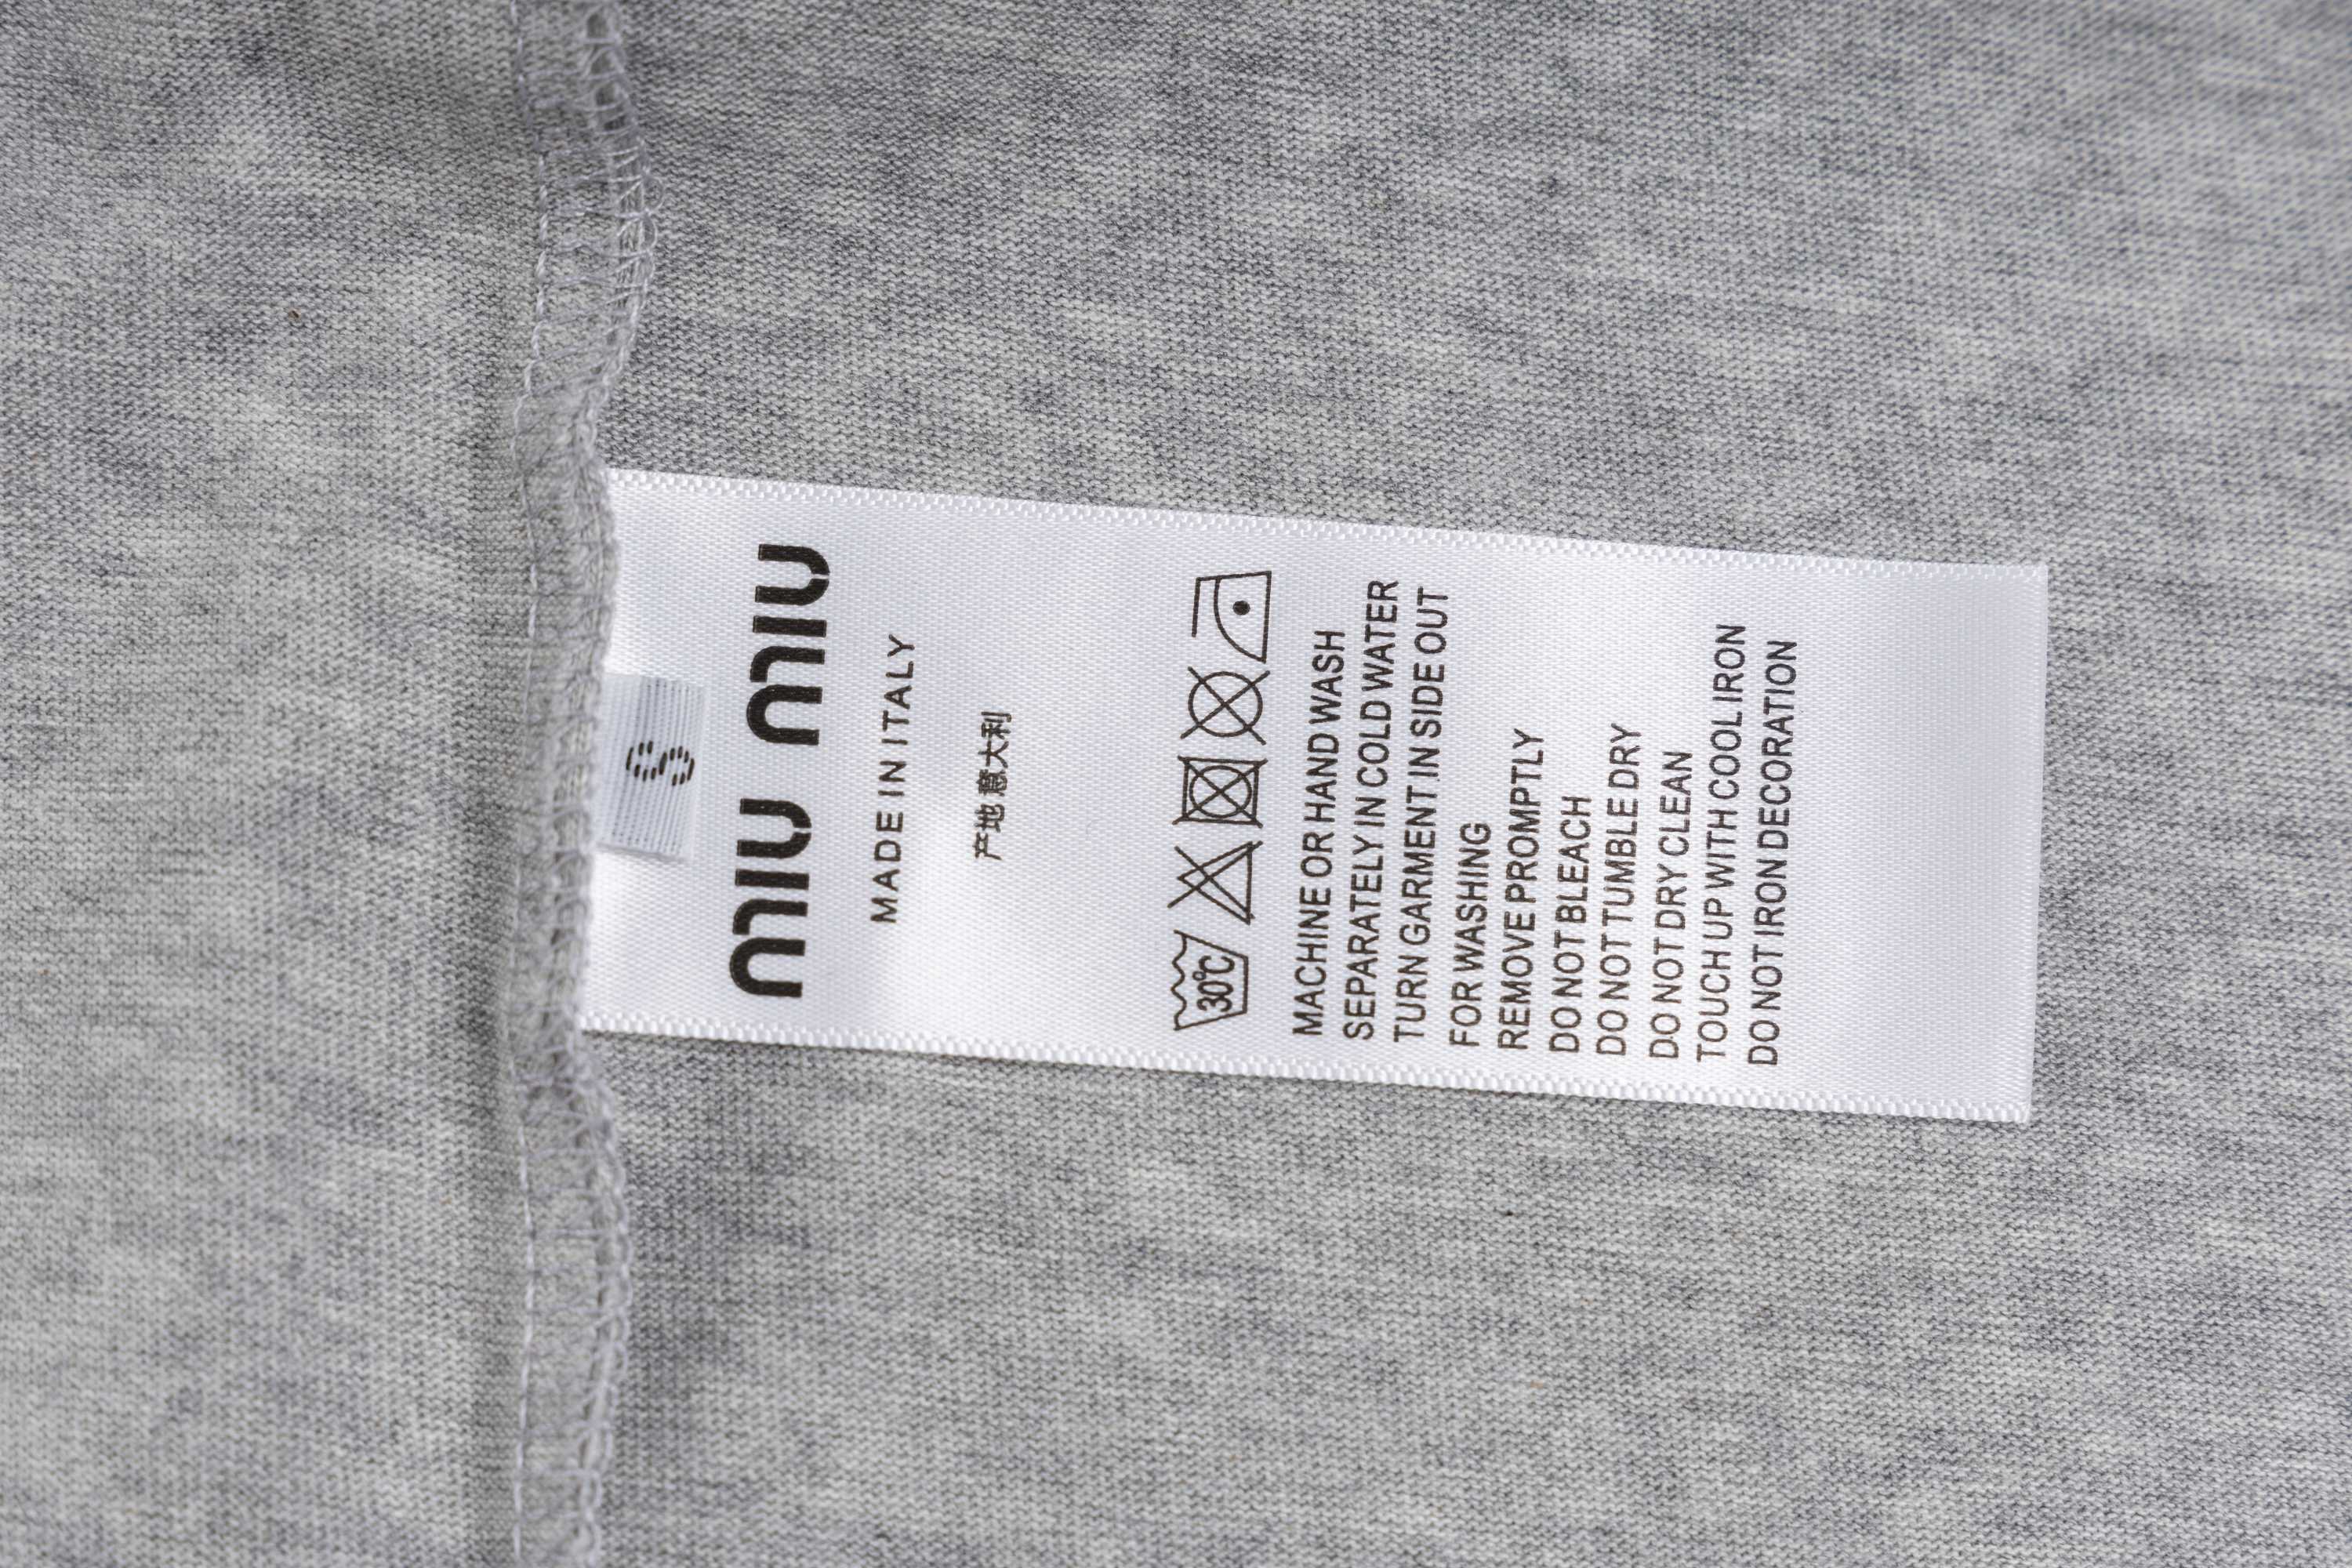 S
MIU MIU
MADE IN ITALY
产地 意大利
30℃
MACHINE OR HAND WASH
SEPARATELY IN COLD WATER
TURN GARMENT IN SIDE OUT
FOR WASHING
REMOVE PROMPTLY
DO NOT BLEACH
DO NOT TUMBLE DRY
DO NOT DRY CLEAN
TOUCH UP WITH COOL IRON
DO NOT IRON DECORATION